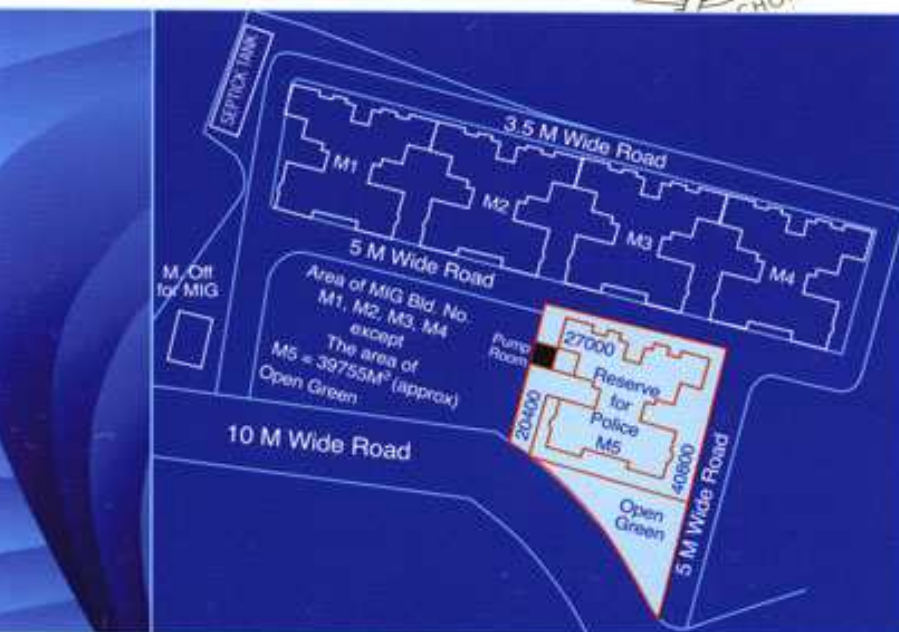 SEPTICK TANK
3.5 M Wide Road
M1
M2
M3
M4
5 M Wide Road
M. Off
for MIG
Area of MIG Bld. No.
M1, M2, M3, M4
except
The area of
M5 = 39755M² (approx)
Open Green
Pump
Room
27000
Reserve
for
Police
M5
20400
40800
10 M Wide Road
Open
Green
5 M Wide Road